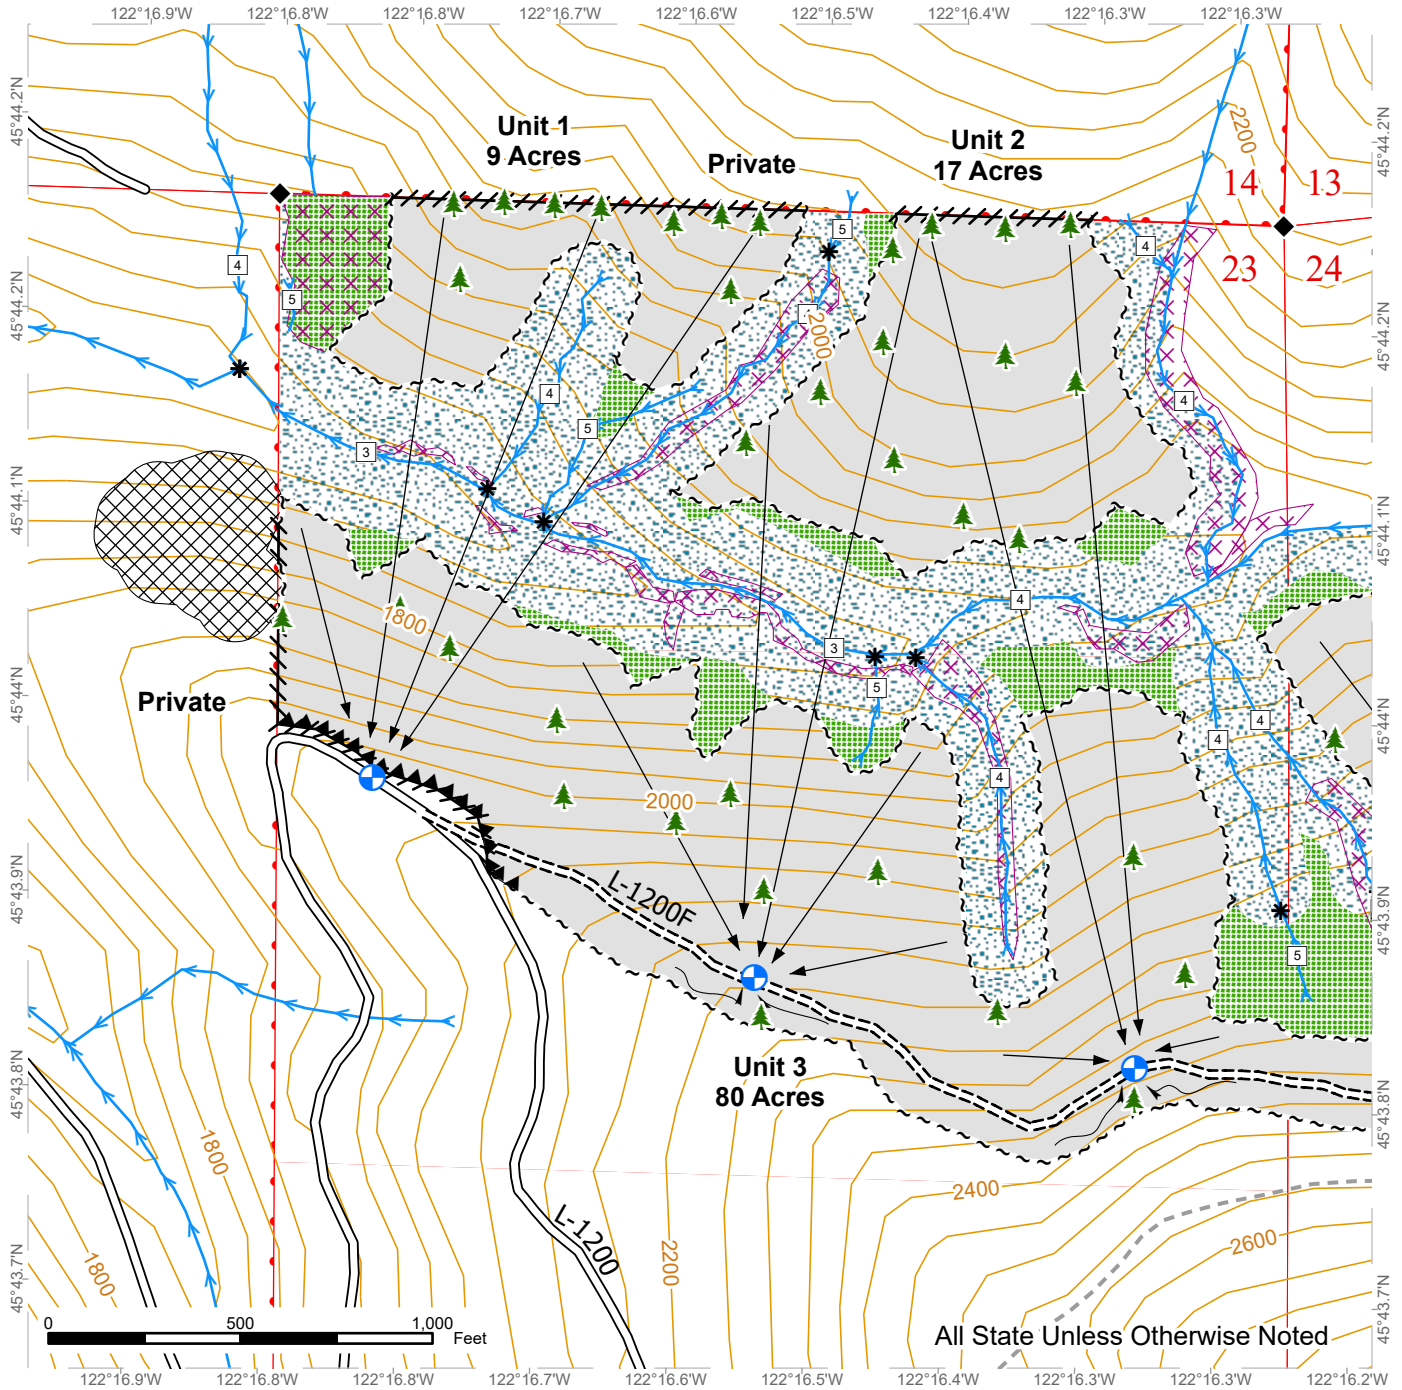 122°16.9'W 122°16.8'W 122°16.8'W 122°16.7'W 122°16.6'W 122°16.5'W 122°16.4'W 122°16.3'W 122°16.3'W
45°44.2'N
45°44.2'N
45°44.1'N
45°44'N
45°43.9'N
45°43.8'N
45°43.7'N
45°44.2'N
45°44.2'N
45°44.1'N
45°44'N
45°43.9'N
45°43.8'N
45°43.7'N
Unit 1
9 Acres
Private
Unit 2
17 Acres
2200
14
13
23
24
5
4
4
5
4
2000
4
4
5
3
4
1800
3
5
4
4
4
Private
2000
L-1200F
5
Unit 3
80 Acres
1800
2400
L-1200
2200
2600
1800
0 500 1,000
Feet
All State Unless Otherwise Noted
122°16.9'W 122°16.8'W 122°16.8'W 122°16.7'W 122°16.6'W 122°16.5'W 122°16.4'W 122°16.3'W 122°16.3'W 122°16.2'W